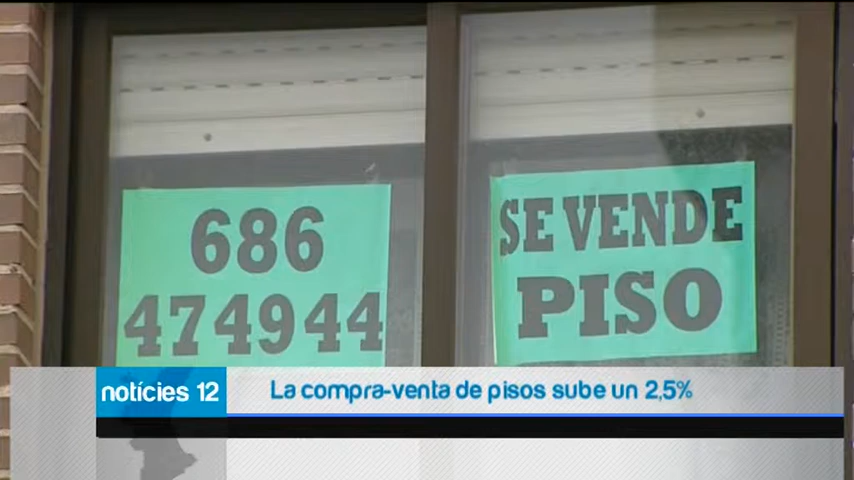 686
474944
SE VENDE
PISO
notícies 12
La compra-venta de pisos sube un 2,5%